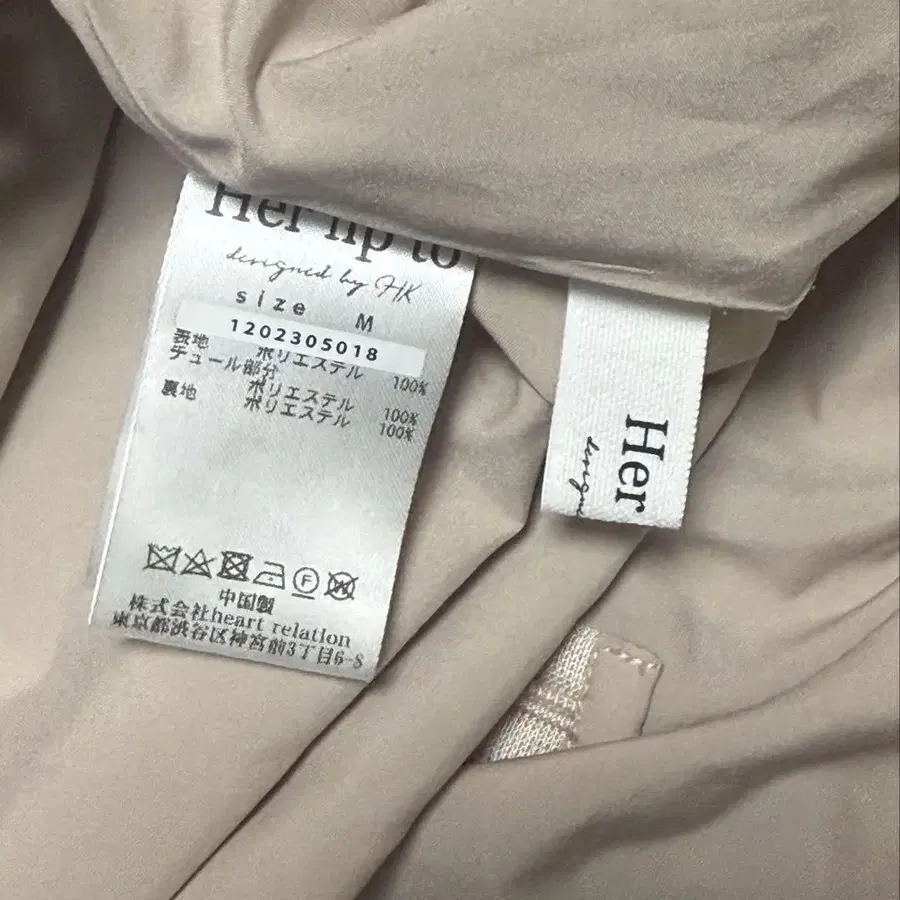 Her lip to
designed by HK
size M
1202305018
表地 ポリエステル 100%
チュール部分
ポリエステル 100%
裏地 ポリエステル 100%
F
中国製
株式会社heart relation
東京都渋谷区神宮前3丁目6-8
Her
design